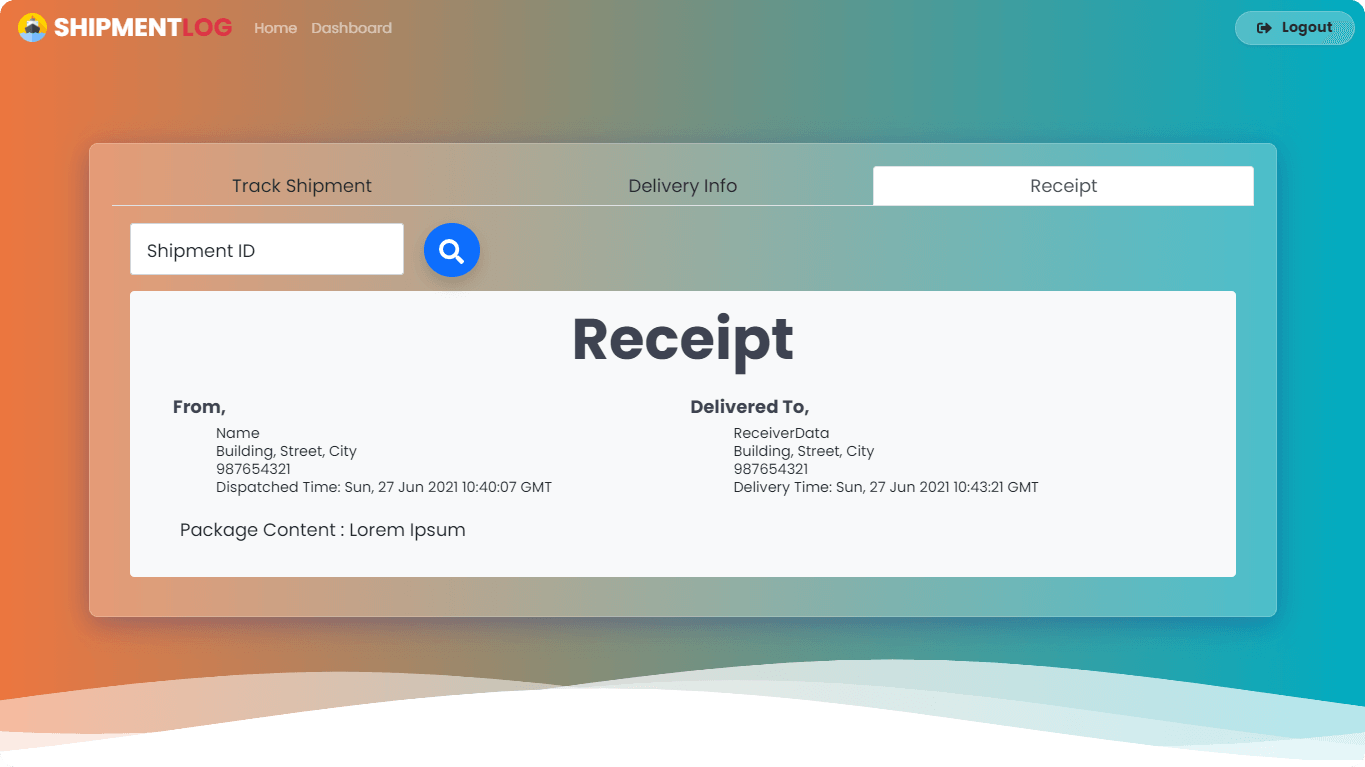 SHIPMENTLOG Home Dashboard Logout
Track Shipment Delivery Info Receipt
Shipment ID
Receipt
From,
Name
Building, Street, City
987654321
Dispatched Time: Sun, 27 Jun 2021 10:40:07 GMT
Delivered To,
ReceiverData
Building, Street, City
987654321
Delivery Time: Sun, 27 Jun 2021 10:43:21 GMT
Package Content : Lorem Ipsum